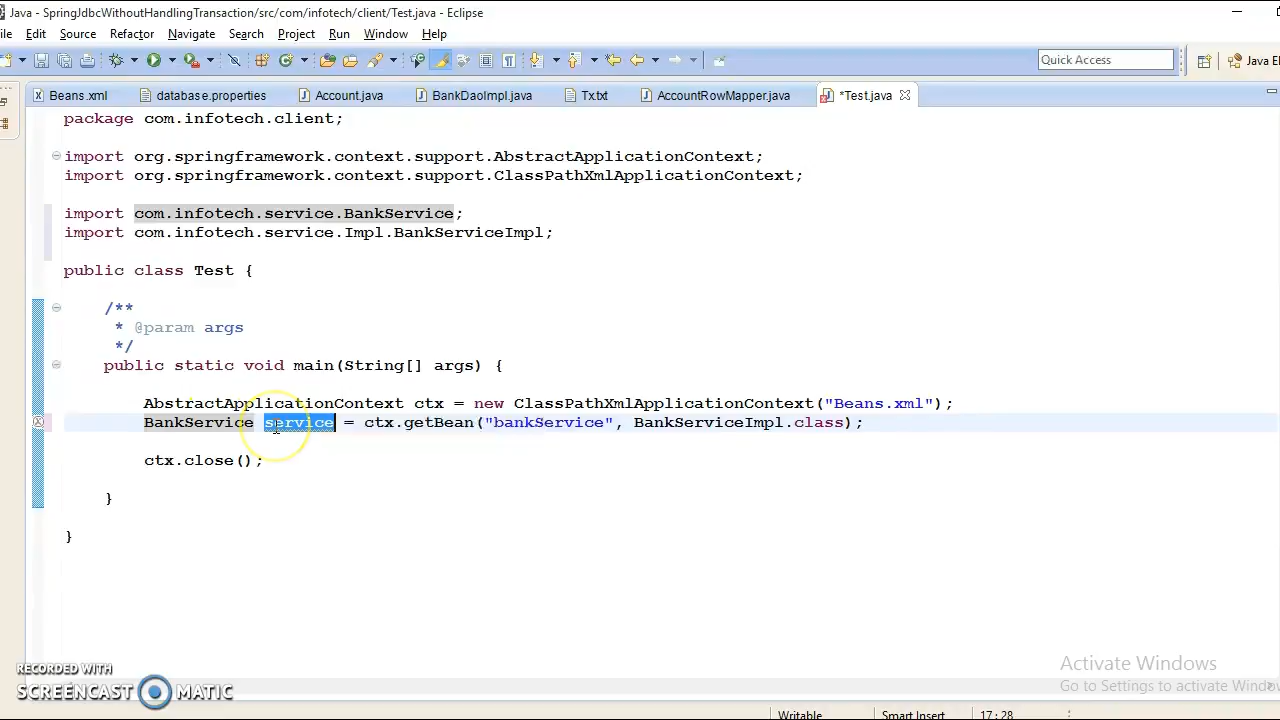 Java - SpringJdbcWithoutHandlingTransaction/src/com/infotech/client/Test.java - Eclipse
Edit Source Refactor Navigate Search Project Run Window Help
Quick Access
Beans.xml database.properties Account.java BankDaoImpl.java Tx.txt AccountRowMapper.java *Test.java
package com.infotech.client;
import org.springframework.context.support.AbstractApplicationContext;
import org.springframework.context.support.ClassPathXmlApplicationContext;
import com.infotech.service.BankService;
import com.infotech.service.Impl.BankServiceImpl;
public class Test {
/**
* @param args
*/
public static void main(String[] args) {
AbstractApplicationContext ctx = new ClassPathXmlApplicationContext("Beans.xml");
BankService service = ctx.getBean("bankService", BankServiceImpl.class);
ctx.close();
}
}
Activate Windows
Go to Settings to activate
RECORDED WITH
SCREENCAST MATIC
Writable Smart Insert 17:28